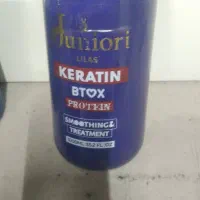 Juniori
LILAS
KERATIN
BTOX
PROTEIN
SMOOTHING
TREATMENT